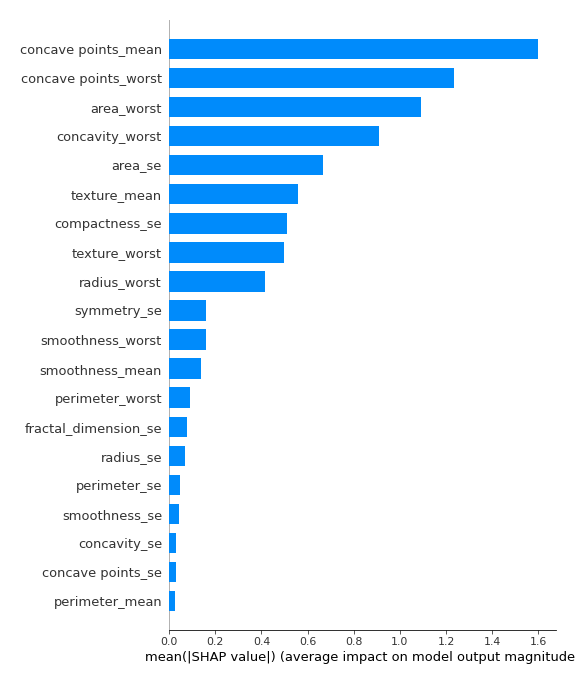 concave points_mean
concave points_worst
area_worst
concavity_worst
area_se
texture_mean
compactness_se
texture_worst
radius_worst
symmetry_se
smoothness_worst
smoothness_mean
perimeter_worst
fractal_dimension_se
radius_se
perimeter_se
smoothness_se
concavity_se
concave points_se
perimeter_mean
0.0 0.2 0.4 0.6 0.8 1.0 1.2 1.4 1.6
mean(|SHAP value|) (average impact on model output magnitude